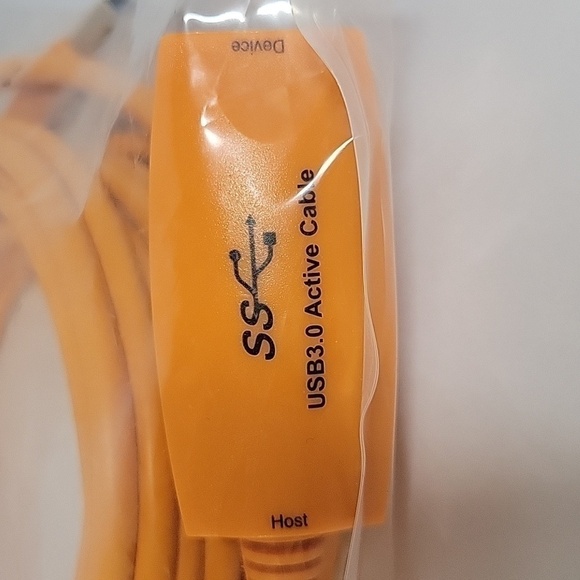 Device
SS
USB3.0 Active Cable
Host